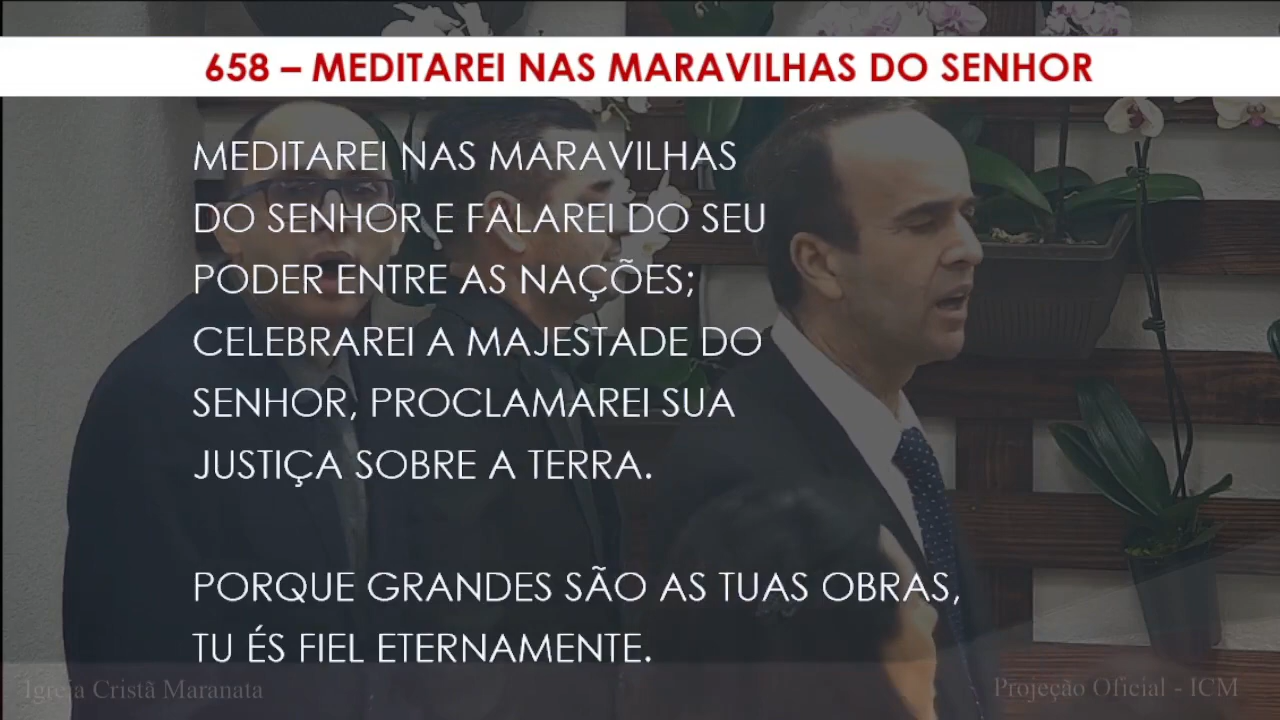 658 – MEDITAREI NAS MARAVILHAS DO SENHOR
MEDITAREI NAS MARAVILHAS
DO SENHOR E FALAREI DO SEU
PODER ENTRE AS NAÇÕES;
CELEBRAREI A MAJESTADE DO
SENHOR, PROCLAMAREI SUA
JUSTIÇA SOBRE A TERRA.
PORQUE GRANDES SÃO AS TUAS OBRAS,
TU ÉS FIEL ETERNAMENTE.
Igreja Cristã Maranata
Projeção Oficial - ICM